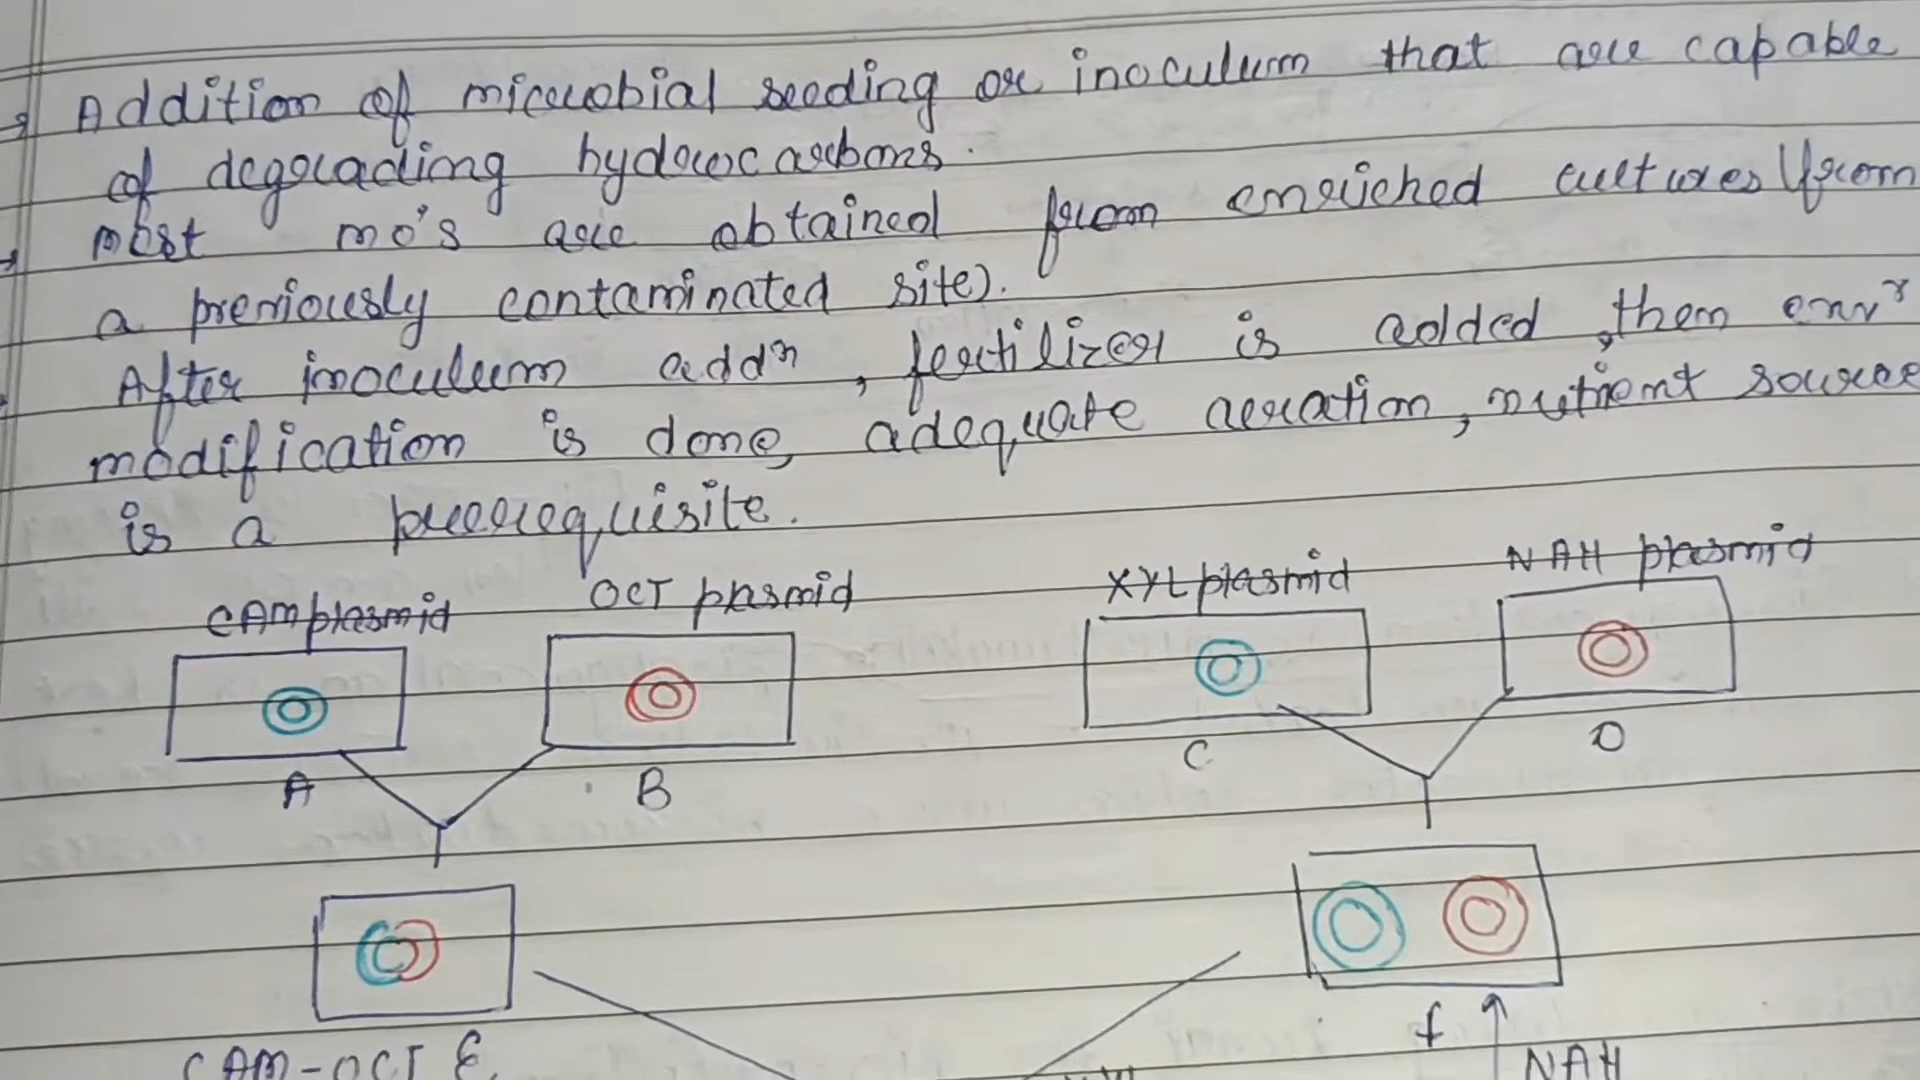 Addition of microbial seeding or inoculum that are capable
of degrading hydrocarbons.
most mo's are obtained from enriched cultures (from
a previously contaminated site).
After inoculum addⁿ, fertilizer is added, then envʳ
modification is done, adequate aeration, nutrient source
is a prerequisite.
CAM plasmid OCT plasmid XYL plasmid NAH plasmid
A B C D
CAM-OCT E f NAH